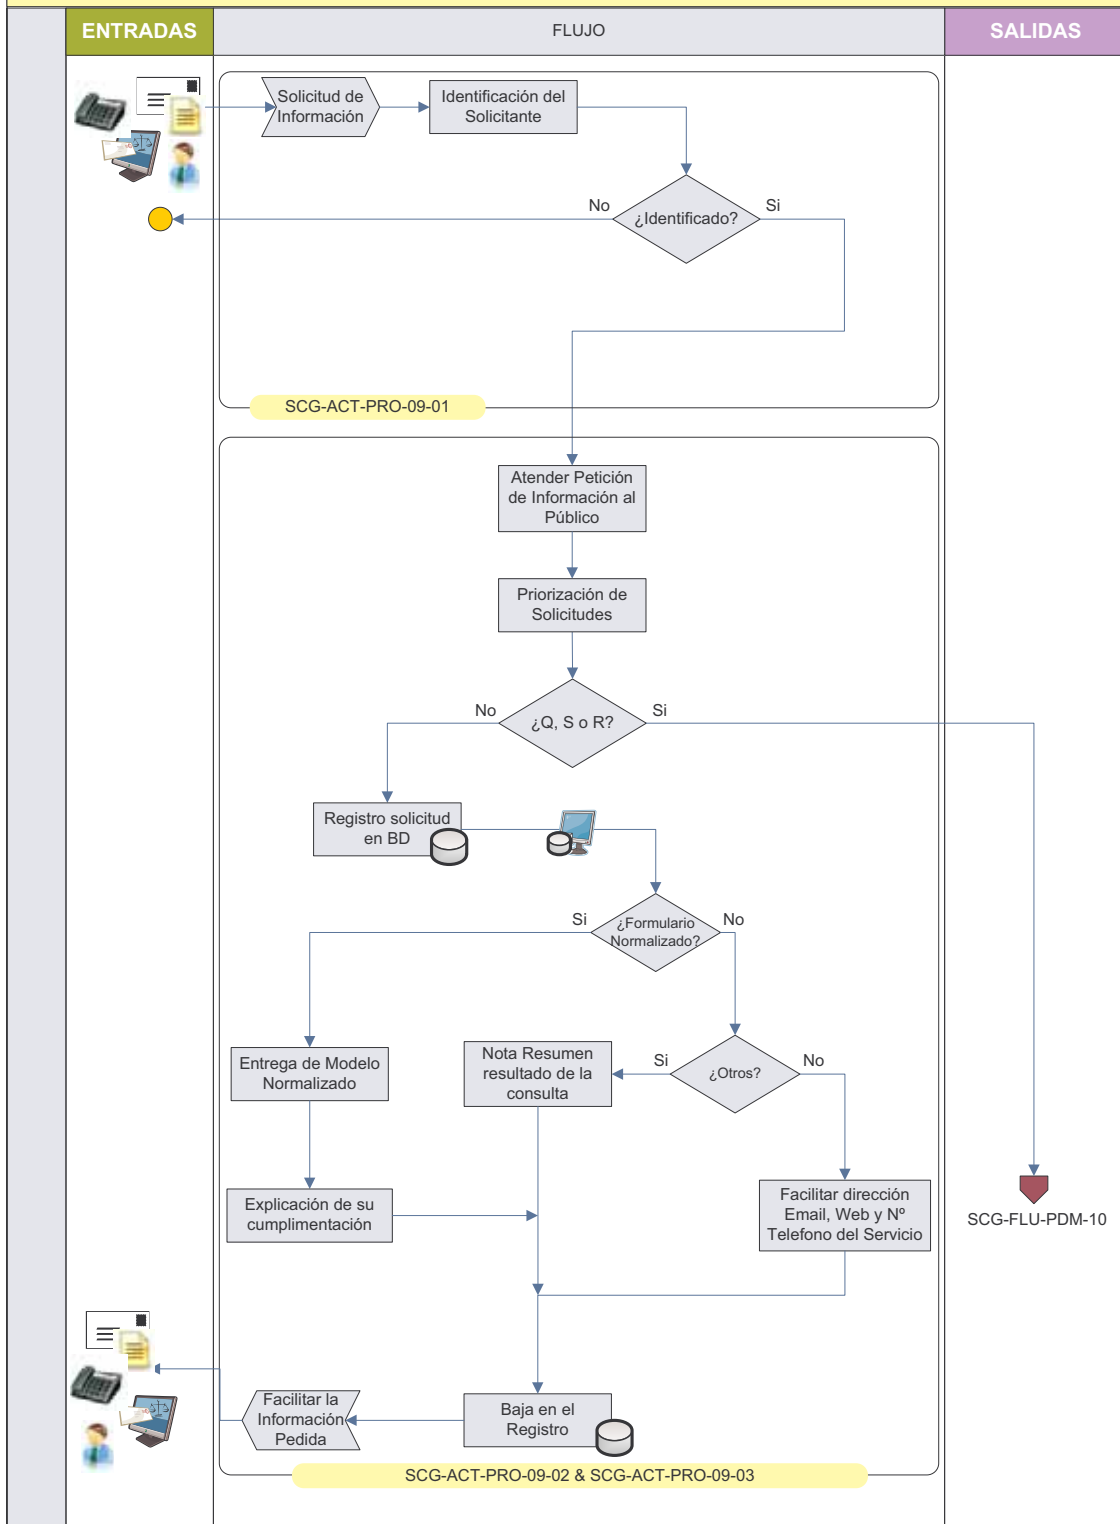 ENTRADAS
FLUJO
SALIDAS
Solicitud de
Información
Identificación del
Solicitante
¿Identificado?
No
Si
SCG-ACT-PRO-09-01
Atender Petición
de Información al
Público
Priorización de
Solicitudes
¿Q, S o R?
No
Si
Registro solicitud
en BD
¿Formulario
Normalizado?
Si
No
Entrega de Modelo
Normalizado
Nota Resumen
resultado de la
consulta
Si
¿Otros?
No
Explicación de su
cumplimentación
Facilitar dirección
Email, Web y Nº
Telefono del Servicio
SCG-FLU-PDM-10
Facilitar la
Información
Pedida
Baja en el
Registro
SCG-ACT-PRO-09-02 & SCG-ACT-PRO-09-03